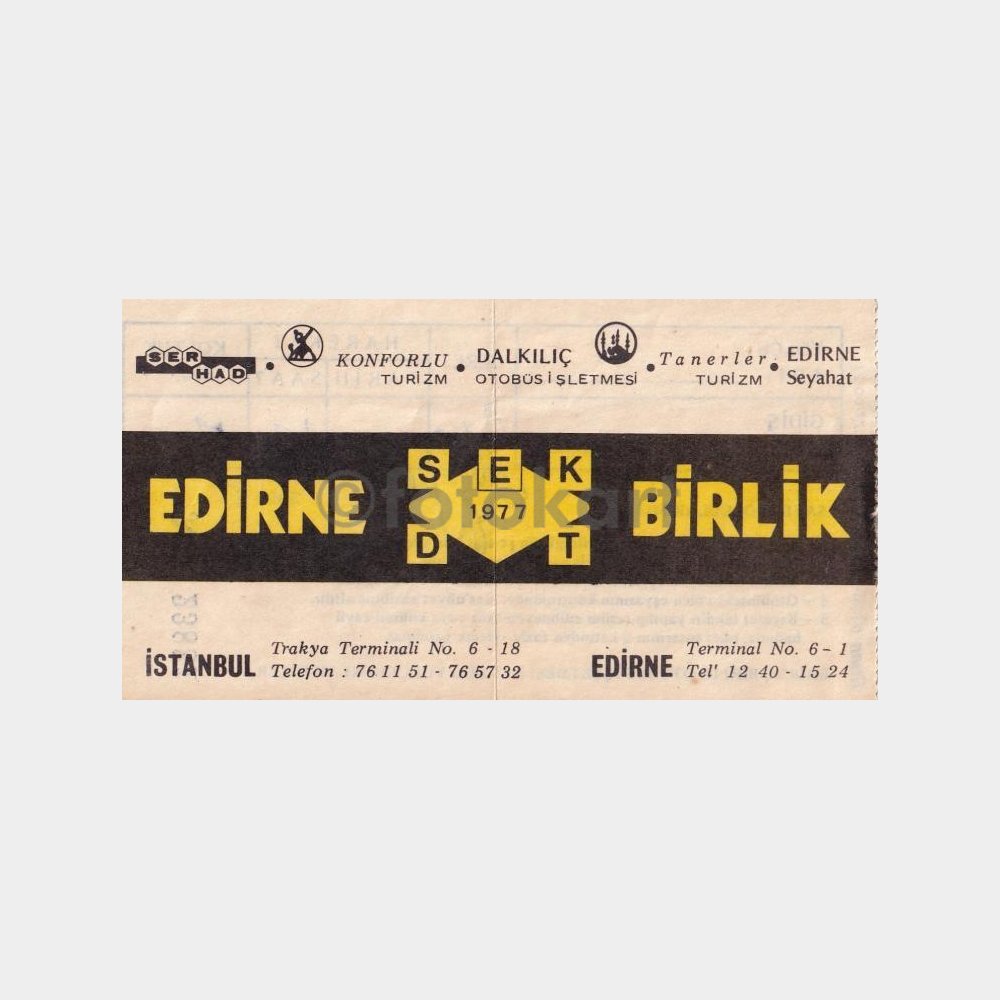 SER HAD • KONFORLU TURİZM • DALKILIÇ OTOBÜS İŞLETMESİ • Tanerler TURİZM • EDİRNE Seyahat
EDİRNE
S E K
1977
D T
BİRLİK
©fotokart
İSTANBUL
Trakya Terminali No. 6 - 18
Telefon : 76 11 51 - 76 57 32
EDİRNE
Terminal No. 6 - 1
Tel' 12 40 - 15 24